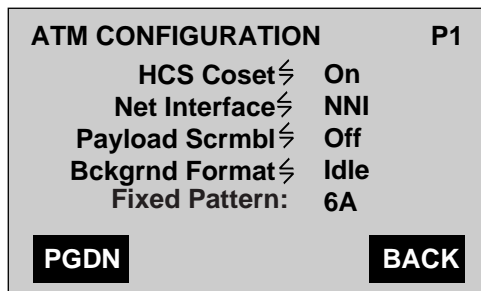 ATM CONFIGURATION P1
HCS Coset On
Net Interface NNI
Payload Scrmbl Off
Bckgrnd Format Idle
Fixed Pattern: 6A
PGDN BACK